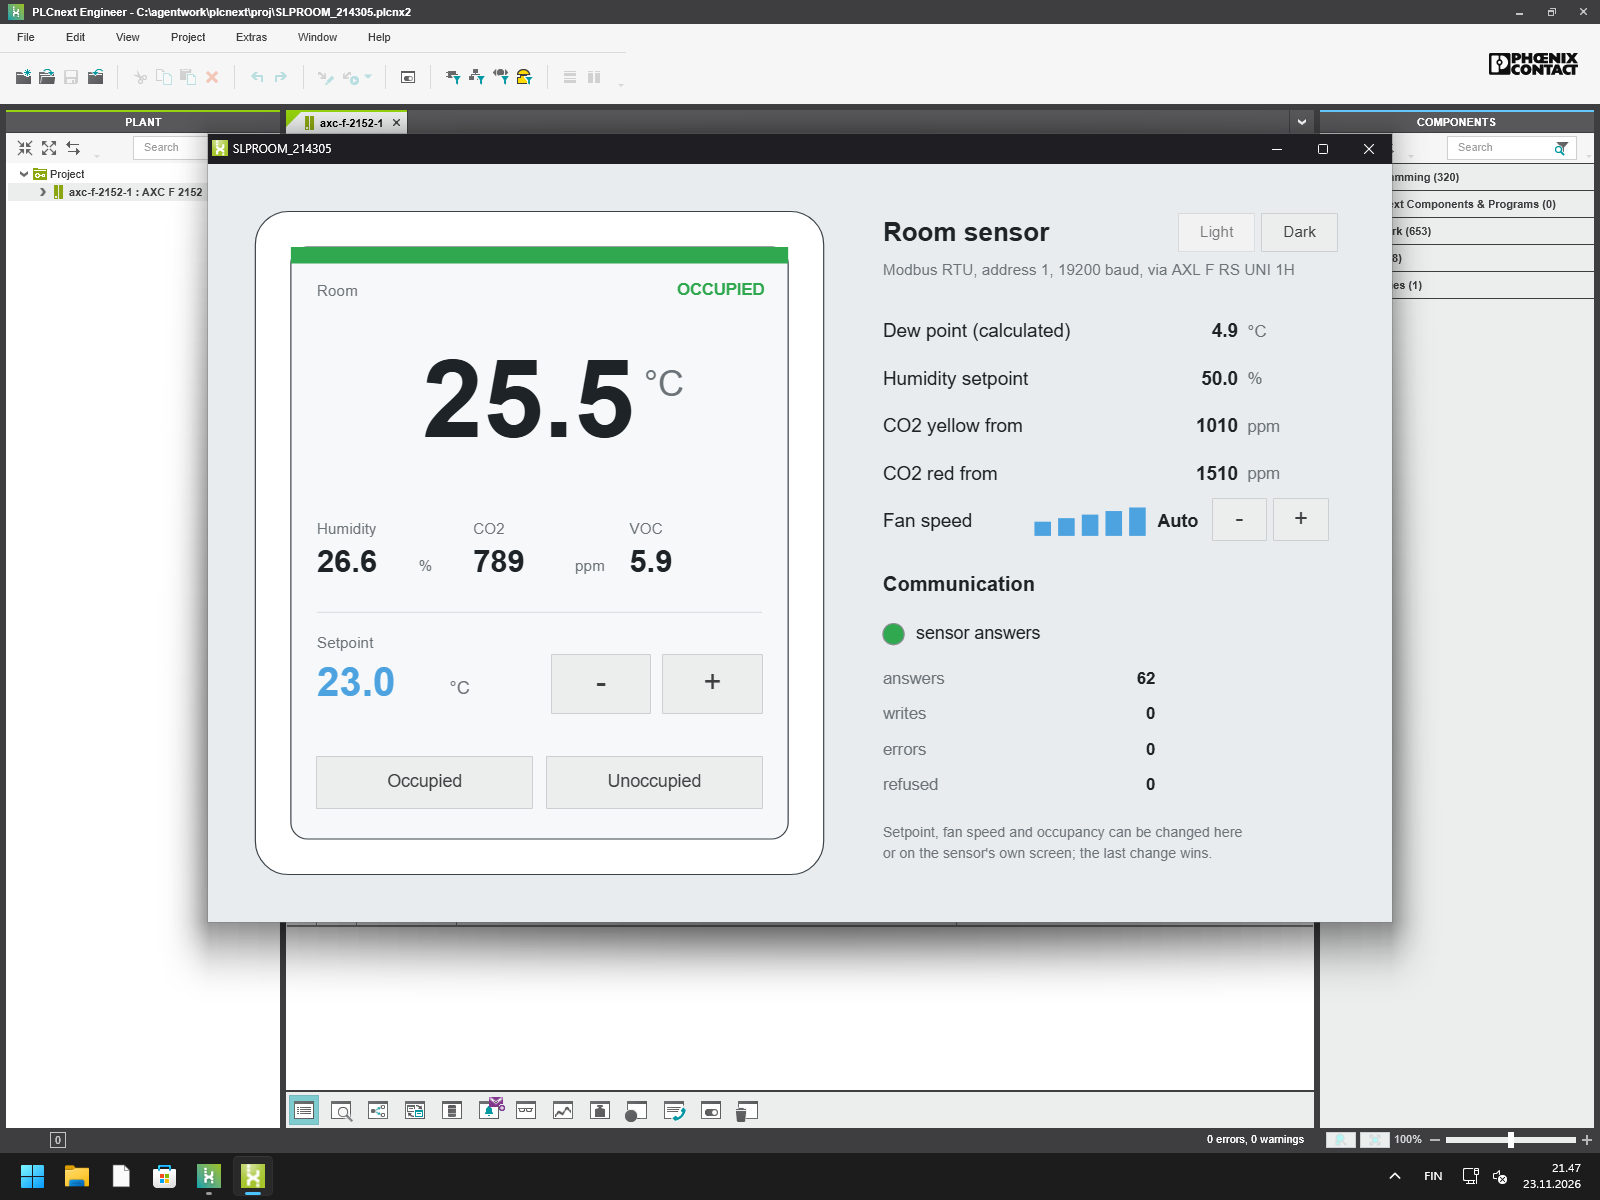 PLCnext Engineer - C:\agentwork\plcnext\proj\SLPROOM_214305.plcnx2
File Edit View Project Extras Window Help
PHŒNIX
CONTACT
PLANT
axc-f-2152-1
COMPONENTS
Search
Project
axc-f-2152-1 : AXC F 2152
Search
amming (320)
ext Components & Programs (0)
rk (653)
8)
es (1)
SLPROOM_214305
Room
OCCUPIED
25.5 °C
Humidity
CO2
VOC
26.6 %
789 ppm
5.9
Setpoint
23.0 °C
- +
Occupied
Unoccupied
Room sensor
Light
Dark
Modbus RTU, address 1, 19200 baud, via AXL F RS UNI 1H
Dew point (calculated) 4.9 °C
Humidity setpoint 50.0 %
CO2 yellow from 1010 ppm
CO2 red from 1510 ppm
Fan speed Auto - +
Communication
sensor answers
answers 62
writes 0
errors 0
refused 0
Setpoint, fan speed and occupancy can be changed here
or on the sensor's own screen; the last change wins.
0
0 errors, 0 warnings
100%
FIN
21.47
23.11.2026